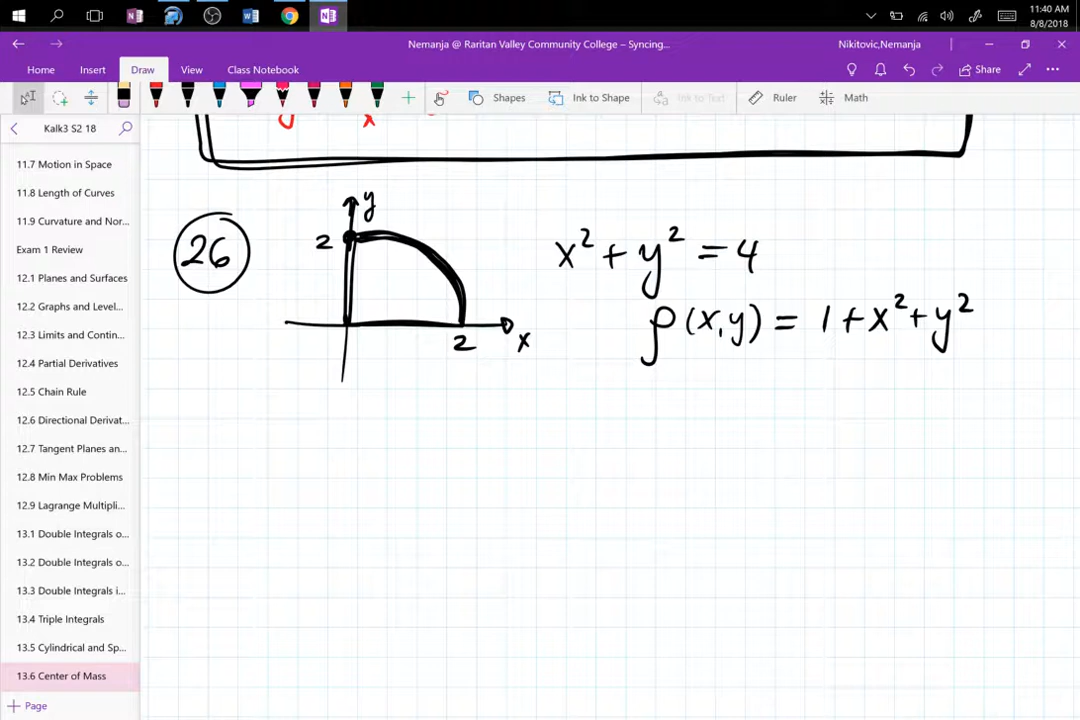 11:40 AM
8/8/2018
Nemanja @ Raritan Valley Community College – Syncing...
Nikitovic,Nemanja
Home Insert Draw View Class Notebook
Share
Shapes Ink to Shape Ink to Text Ruler Math
Kalk3 S2 18
11.7 Motion in Space
11.8 Length of Curves
11.9 Curvature and Nor...
Exam 1 Review
12.1 Planes and Surfaces
12.2 Graphs and Level...
12.3 Limits and Contin...
12.4 Partial Derivatives
12.5 Chain Rule
12.6 Directional Derivat...
12.7 Tangent Planes an...
12.8 Min Max Problems
12.9 Lagrange Multipli...
13.1 Double Integrals o...
13.2 Double Integrals o...
13.3 Double Integrals i...
13.4 Triple Integrals
13.5 Cylindrical and Sp...
13.6 Center of Mass
+ Page
y x
26
y
2
2
x
x² + y² = 4
ρ(x,y) = 1+x²+y²